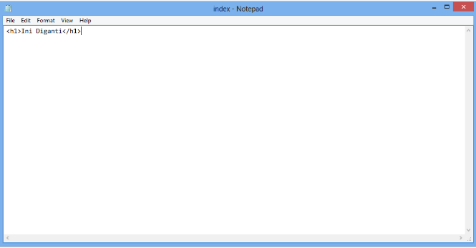 index - Notepad
File Edit Format View Help
<h1>Ini Diganti</h1>